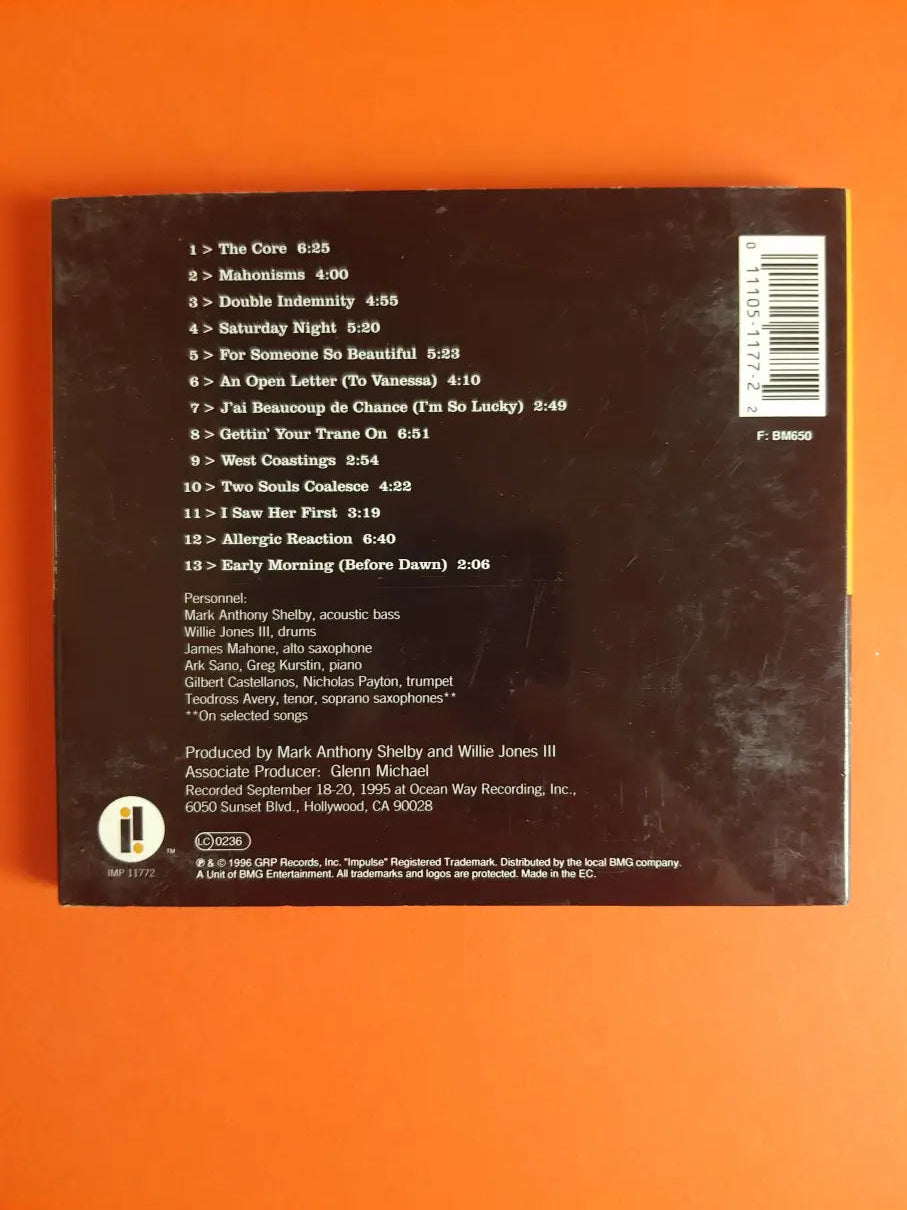 1 > The Core 6:25
2 > Mahonisms 4:00
3 > Double Indemnity 4:55
4 > Saturday Night 5:20
5 > For Someone So Beautiful 5:23
6 > An Open Letter (To Vanessa) 4:10
7 > J'ai Beaucoup de Chance (I'm So Lucky) 2:49
8 > Gettin' Your Trane On 6:51
9 > West Coastings 2:54
10 > Two Souls Coalesce 4:22
11 > I Saw Her First 3:19
12 > Allergic Reaction 6:40
13 > Early Morning (Before Dawn) 2:06
Personnel:
Mark Anthony Shelby, acoustic bass
Willie Jones III, drums
James Mahone, alto saxophone
Ark Sano, Greg Kurstin, piano
Gilbert Castellanos, Nicholas Payton, trumpet
Teodross Avery, tenor, soprano saxophones**
**On selected songs
Produced by Mark Anthony Shelby and Willie Jones III
Associate Producer: Glenn Michael
Recorded September 18-20, 1995 at Ocean Way Recording, Inc.,
6050 Sunset Blvd., Hollywood, CA 90028
i! TM
IMP 11772
LC 0236
℗ & © 1996 GRP Records, Inc. "Impulse" Registered Trademark. Distributed by the local BMG company.
A Unit of BMG Entertainment. All trademarks and logos are protected. Made in the EC.
0 11105-1177-2 2
F: BM650